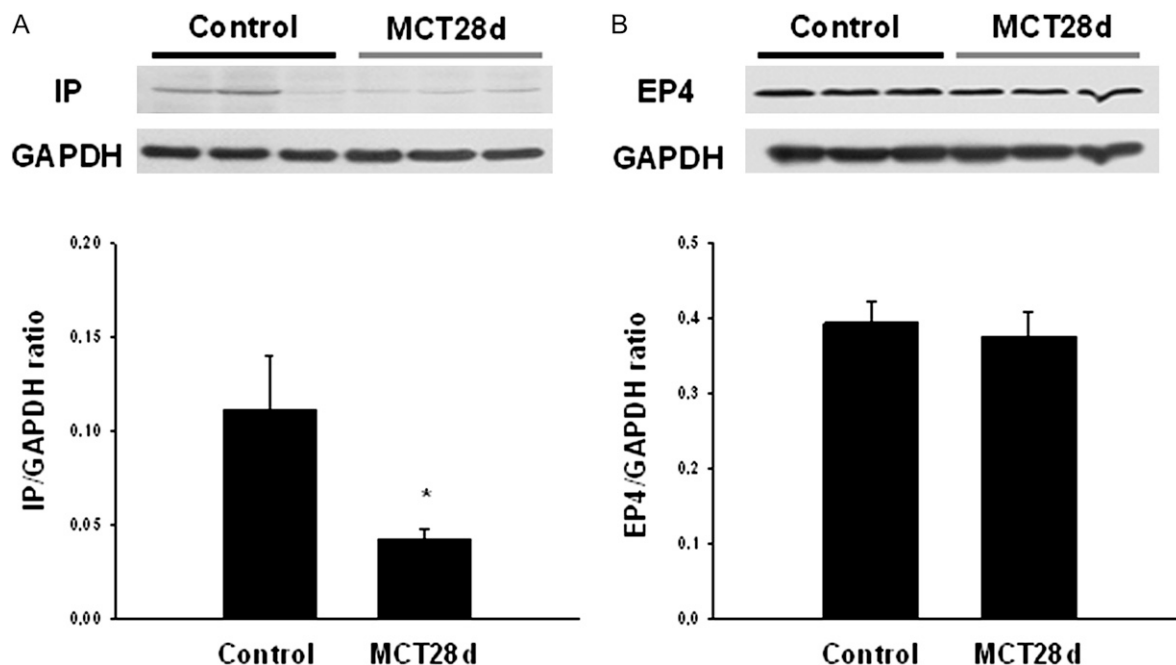 A
Control MCT28d
IP
GAPDH
IP/GAPDH ratio
0.20
0.15
0.10
0.05
0.00
*
Control MCT28d
B
Control MCT28d
EP4
GAPDH
EP4/GAPDH ratio
0.5
0.4
0.3
0.2
0.1
0.0
Control MCT28d